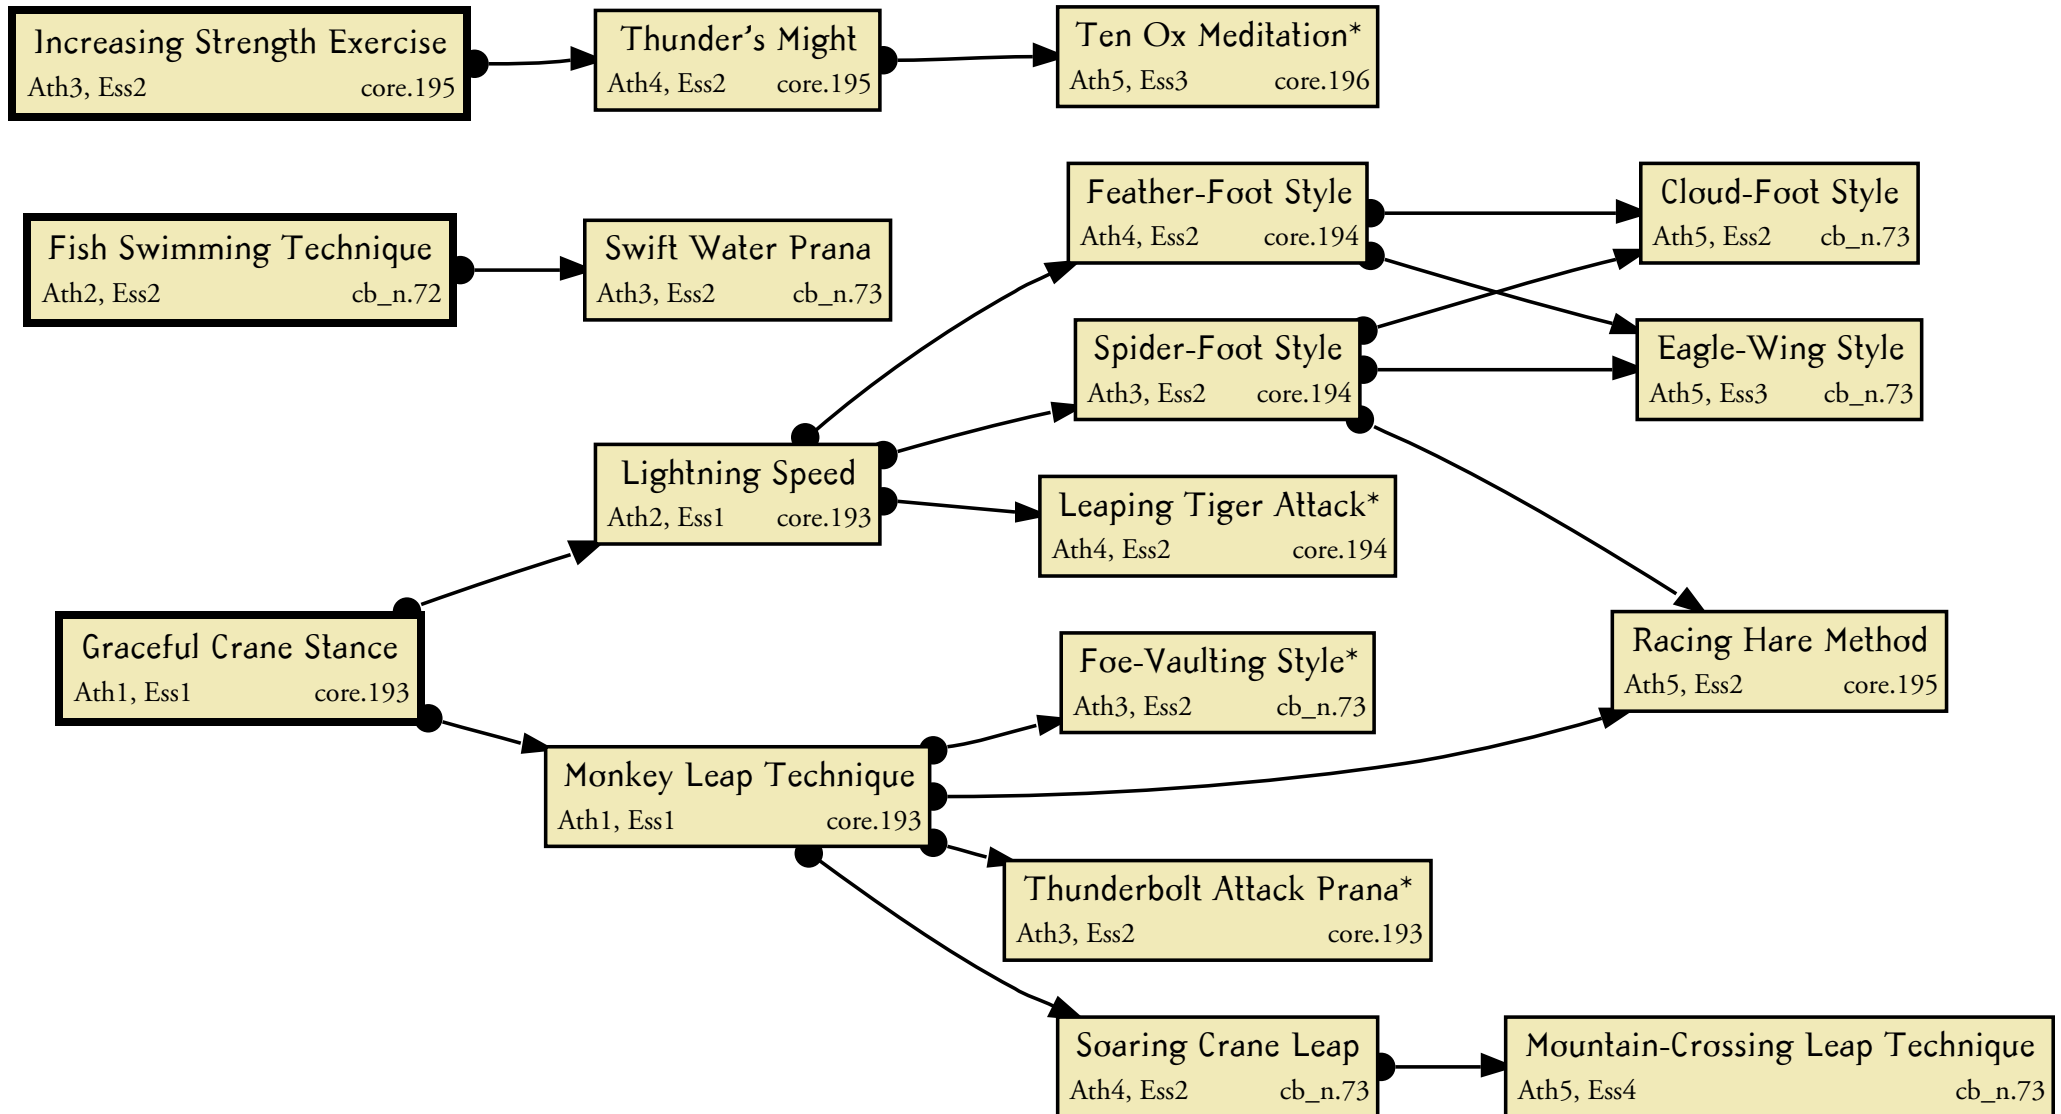 Increasing Strength Exercise
Ath3, Ess2 core.195
Thunder's Might
Ath4, Ess2 core.195
Ten Ox Meditation*
Ath5, Ess3 core.196
Fish Swimming Technique
Ath2, Ess2 cb_n.72
Swift Water Prana
Ath3, Ess2 cb_n.73
Feather-Foot Style
Ath4, Ess2 core.194
Cloud-Foot Style
Ath5, Ess2 cb_n.73
Spider-Foot Style
Ath3, Ess2 core.194
Eagle-Wing Style
Ath5, Ess3 cb_n.73
Lightning Speed
Ath2, Ess1 core.193
Leaping Tiger Attack*
Ath4, Ess2 core.194
Graceful Crane Stance
Ath1, Ess1 core.193
Foe-Vaulting Style*
Ath3, Ess2 cb_n.73
Racing Hare Method
Ath5, Ess2 core.195
Monkey Leap Technique
Ath1, Ess1 core.193
Thunderbolt Attack Prana*
Ath3, Ess2 core.193
Soaring Crane Leap
Ath4, Ess2 cb_n.73
Mountain-Crossing Leap Technique
Ath5, Ess4 cb_n.73